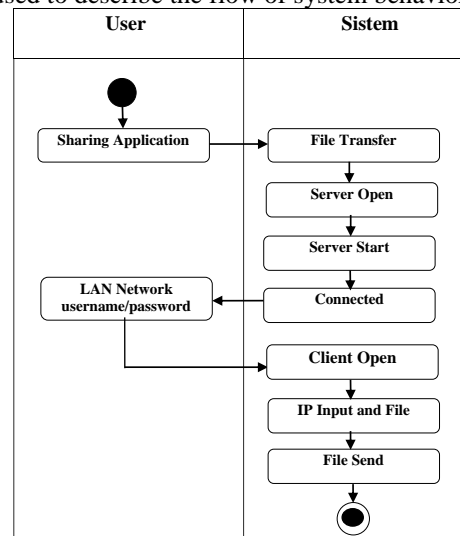 used to describe the flow of system behavior
User
Sistem
Sharing Application
File Transfer
Server Open
Server Start
LAN Network
username/password
Connected
Client Open
IP Input and File
File Send